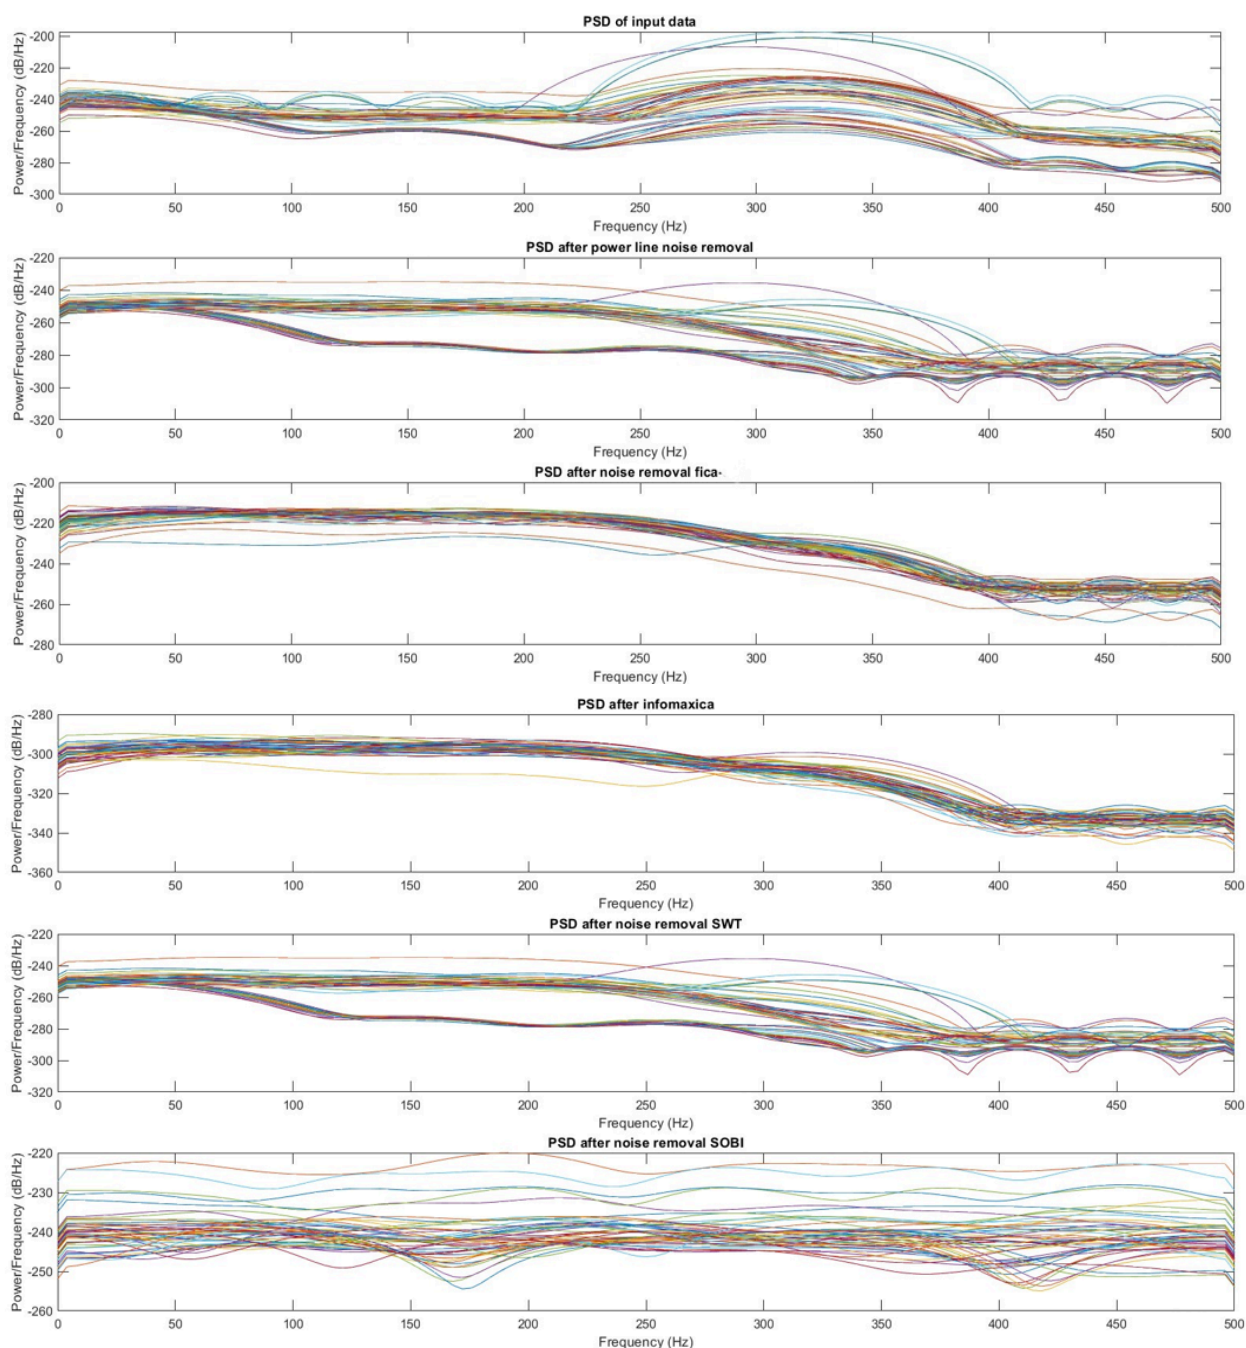 PSD of input data
Power/Frequency (dB/Hz)
-200
-220
-240
-260
-280
-300
0 50 100 150 200 250 300 350 400 450 500
Frequency (Hz)
PSD after power line noise removal
Power/Frequency (dB/Hz)
-220
-240
-260
-280
-300
-320
0 50 100 150 200 250 300 350 400 450 500
Frequency (Hz)
PSD after noise removal fica-
Power/Frequency (dB/Hz)
-200
-220
-240
-260
-280
0 50 100 150 200 250 300 350 400 450 500
Frequency (Hz)
PSD after infomaxica
Power/Frequency (dB/Hz)
-280
-300
-320
-340
-360
0 50 100 150 200 250 300 350 400 450 500
Frequency (Hz)
PSD after noise removal SWT
Power/Frequency (dB/Hz)
-220
-240
-260
-280
-300
-320
0 50 100 150 200 250 300 350 400 450 500
Frequency (Hz)
PSD after noise removal SOBI
Power/Frequency (dB/Hz)
-220
-230
-240
-250
-260
0 50 100 150 200 250 300 350 400 450 500
Frequency (Hz)